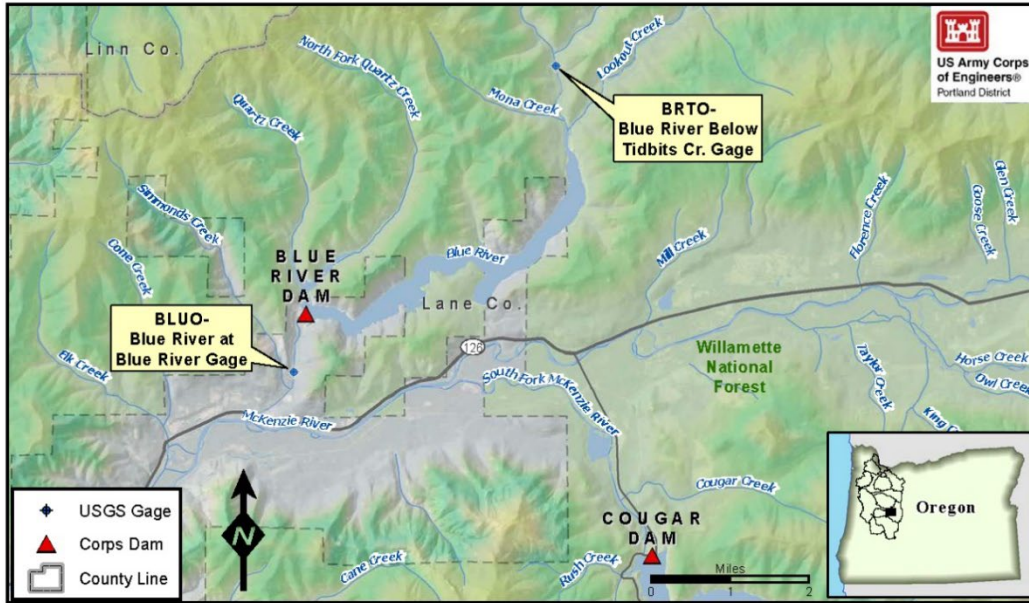 Linn Co.
North Fork Quartz Creek
Quartz Creek
Lookout Creek
Mona Creek
US Army Corps
of Engineers®
Portland District
BRTO-
Blue River Below
Tidbits Cr. Gage
Simmonds Creek
Cone Creek
Glen Creek
Goose Creek
Florence Creek
Mill Creek
Blue River
BLUE
RIVER
DAM
Lane Co.
BLUO-
Blue River at
Blue River Gage
126
Willamette
National
Forest
Elk Creek
South Fork McKenzie River
McKenzie River
Taylor Creek
Horse Creek
Owl Creek
King C
N
USGS Gage
Corps Dam
County Line
Cougar Creek
COUGAR
DAM
Rush Creek
Cane Creek
Miles
0 1 2
Oregon